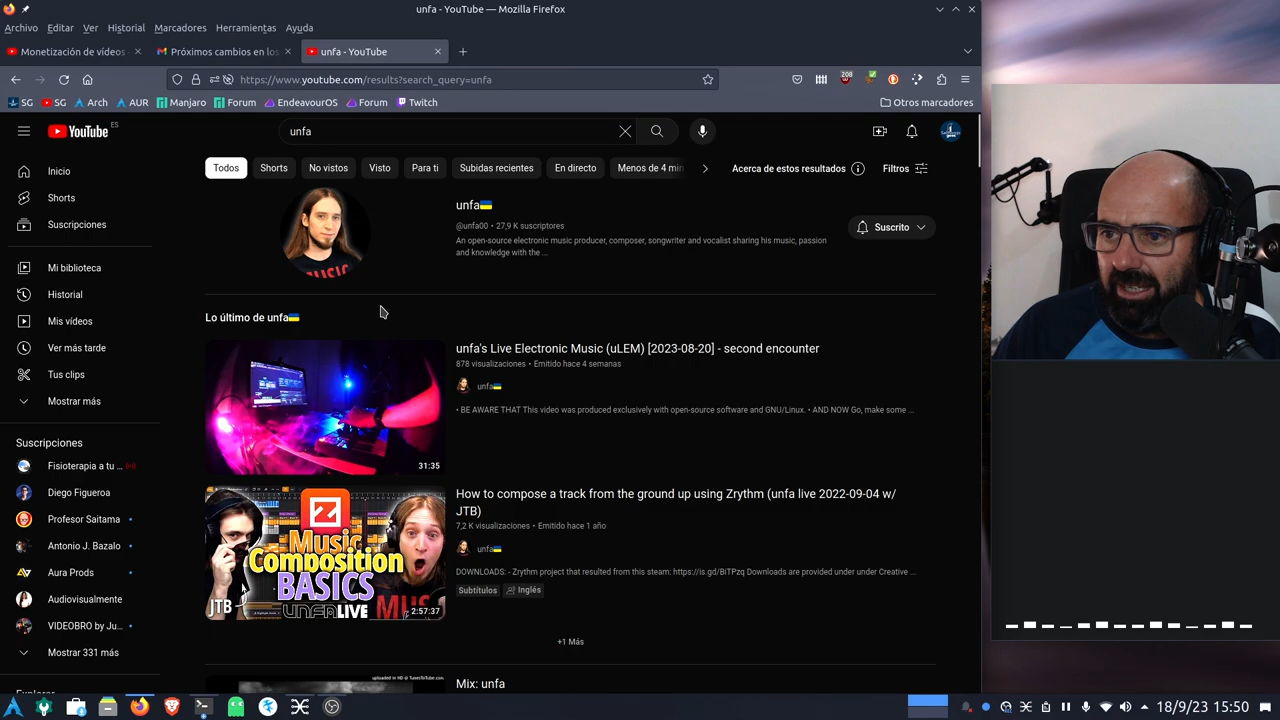 unfa - YouTube — Mozilla Firefox
Archivo Editar Ver Historial Marcadores Herramientas Ayuda
Monetización de vídeos -
Próximos cambios en los
unfa - YouTube
https://www.youtube.com/results?search_query=unfa
208
SG SG Arch AUR Manjaro Forum EndeavourOS Forum Twitch Otros marcadores
YouTube ES
unfa
Todos Shorts No vistos Visto Para ti Subidas recientes En directo Menos de 4 min Acerca de estos resultados Filtros
Inicio
Shorts
Suscripciones
Mi biblioteca
Historial
Mis vídeos
Ver más tarde
Tus clips
Mostrar más
Suscripciones
Fisioterapia a tu ...
Diego Figueroa
Profesor Saitama
Antonio J. Bazalo
Aura Prods
Audiovisualmente
VIDEOBRO by Ju...
Mostrar 331 más
unfa
@unfa00 • 27,9 K suscriptores
An open-source electronic music producer, composer, songwriter and vocalist sharing his music, passion
and knowledge with the ...
Suscrito
Lo último de unfa
unfa's Live Electronic Music (uLEM) [2023-08-20] - second encounter
878 visualizaciones • Emitido hace 4 semanas
unfa
• BE AWARE THAT This video was produced exclusively with open-source software and GNU/Linux. • AND NOW Go, make some ...
31:35
How to compose a track from the ground up using Zrythm (unfa live 2022-09-04 w/
JTB)
7,2 K visualizaciones • Emitido hace 1 año
unfa
DOWNLOADS: - Zrythm project that resulted from this steam: https://is.gd/BiTPzq Downloads are provided under under Creative ...
Subtítulos Inglés
Music
Composition
BASICS
JTB
UNFA LIVE
2:57:37
+1 Más
uploaded in HD @ TunesToTube.com
Mix: unfa
18/9/23 15:50